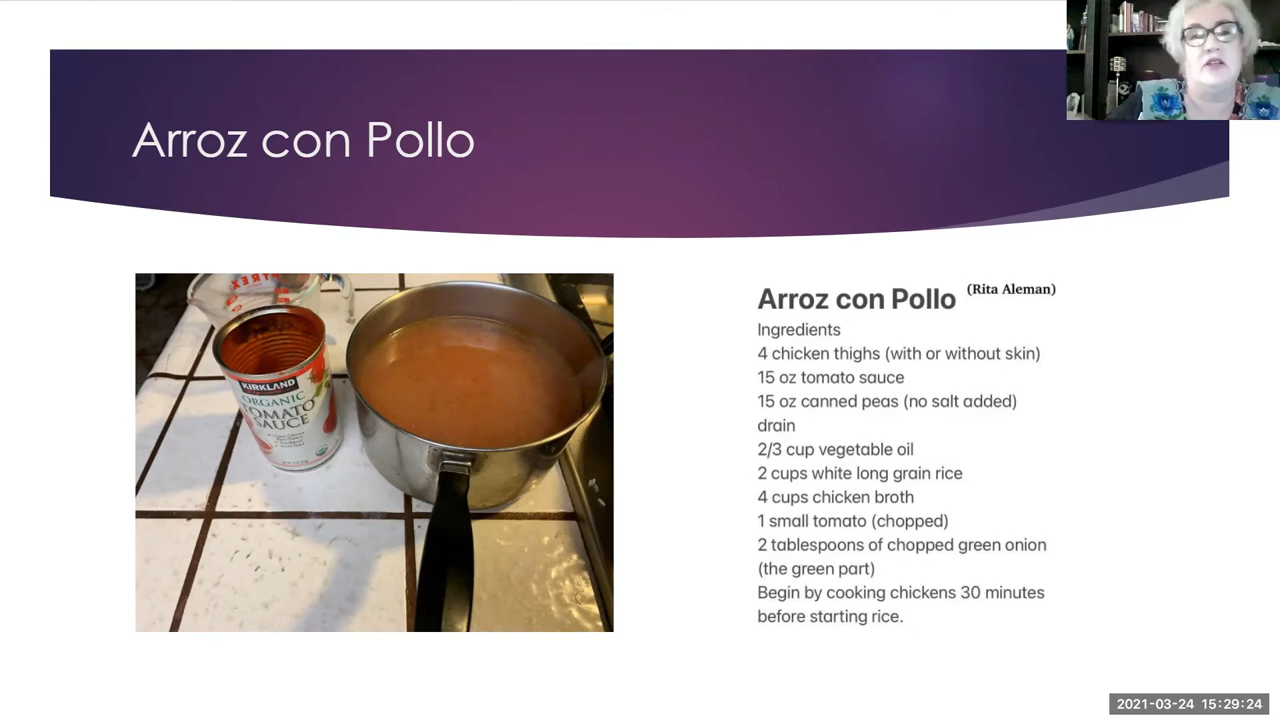 Arroz con Pollo
PYREX
KIRKLAND
ORGANIC
TOMATO
SAUCE
Arroz con Pollo (Rita Aleman)
Ingredients
4 chicken thighs (with or without skin)
15 oz tomato sauce
15 oz canned peas (no salt added)
drain
2/3 cup vegetable oil
2 cups white long grain rice
4 cups chicken broth
1 small tomato (chopped)
2 tablespoons of chopped green onion
(the green part)
Begin by cooking chickens 30 minutes
before starting rice.
2021-03-24 15:29:24